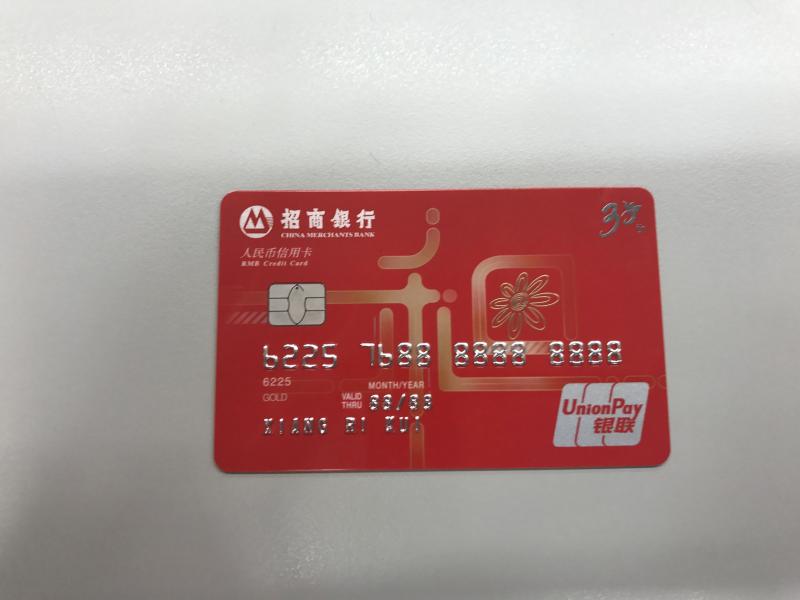 招商银行
CHINA MERCHANTS BANK
人民币信用卡
RMB Credit Card
6225 7688 8888 8888
6225
MONTH/YEAR
GOLD
VALID THRU 88/88
XIANG RI KUI
UnionPay
银联